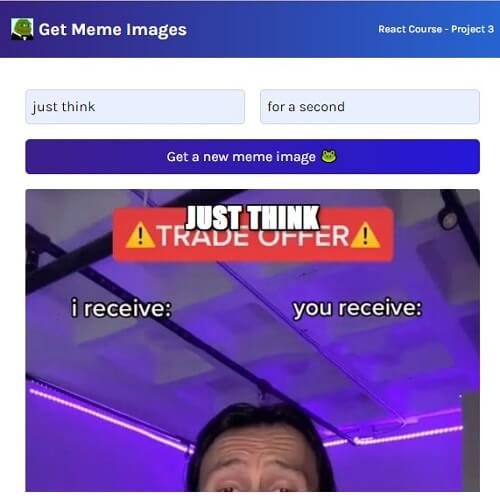 Get Meme Images
React Course - Project 3
just think
for a second
Get a new meme image 🐸
JUST THINK
⚠️TRADE OFFER⚠️
i receive:
you receive: